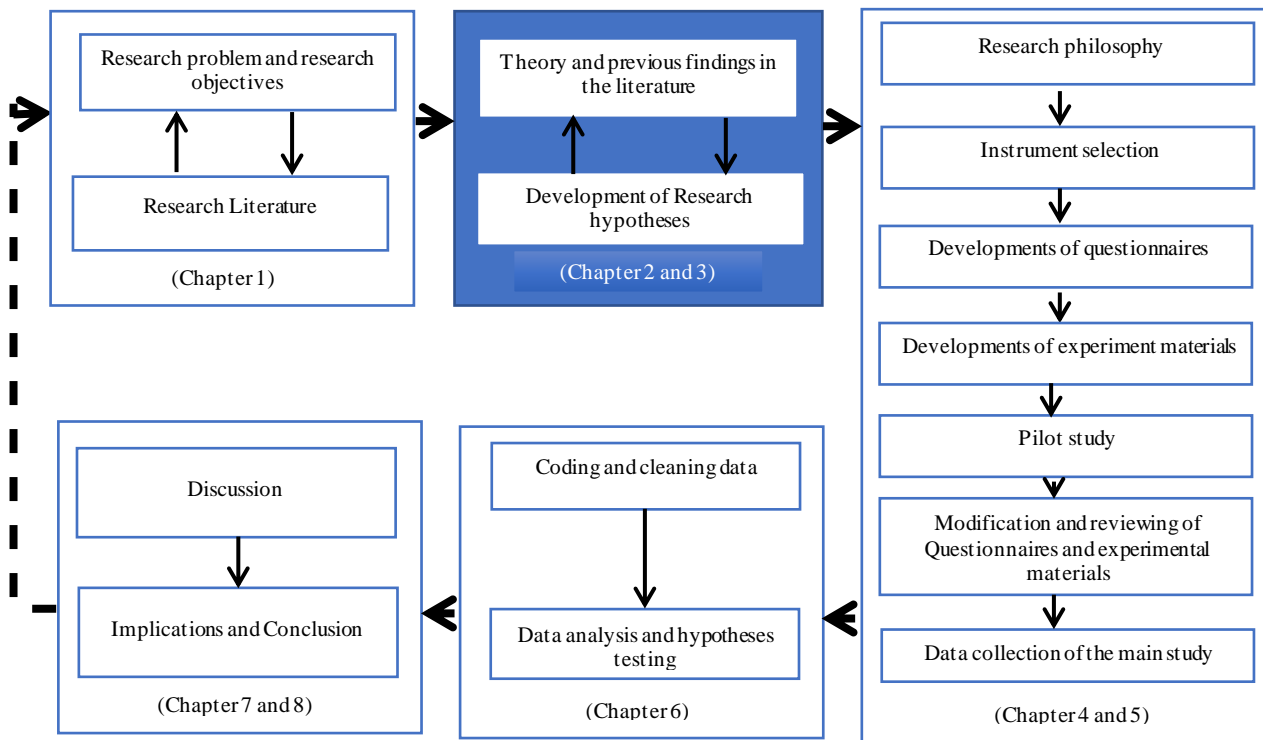 Research problem and research
objectives
Research Literature
(Chapter 1)
Theory and previous findings in
the literature
Development of Research
hypotheses
(Chapter 2 and 3)
Research philosophy
Instrument selection
Developments of questionnaires
Developments of experiment materials
Pilot study
Modification and reviewing of
Questionnaires and experimental
materials
Data collection of the main study
(Chapter 4 and 5)
Coding and cleaning data
Data analysis and hypotheses
testing
(Chapter 6)
Discussion
Implications and Conclusion
(Chapter 7 and 8)